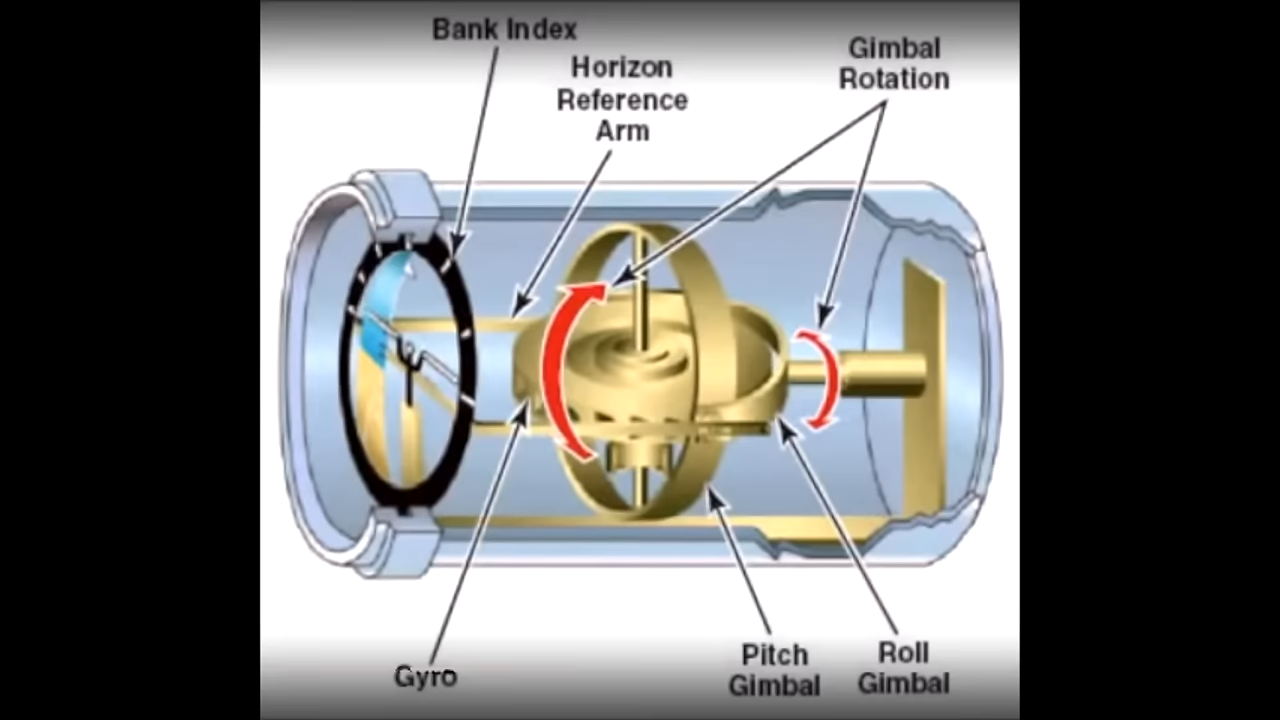 Bank Index
Horizon
Reference
Arm
Gimbal
Rotation
Gyro
Pitch
Gimbal
Roll
Gimbal